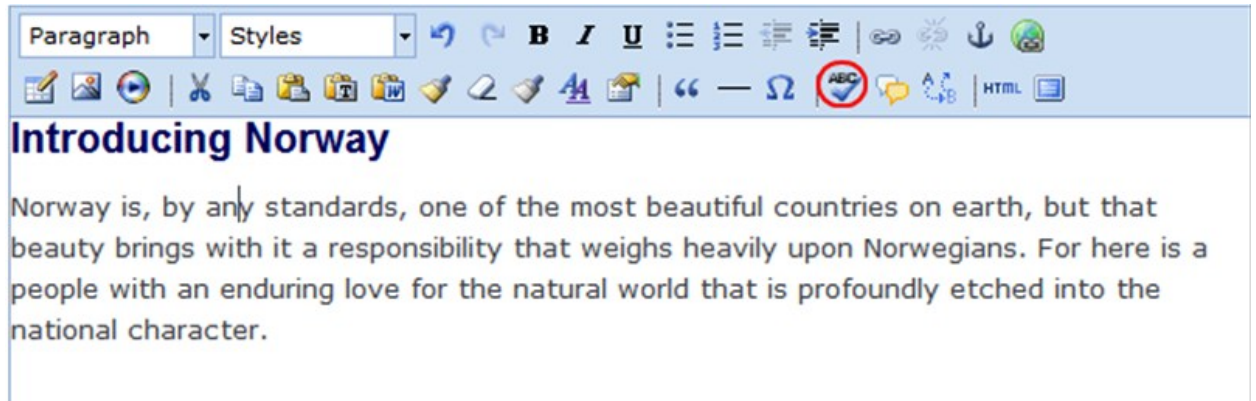 Paragraph Styles B I U
ABC A B HTML
Introducing Norway
Norway is, by any standards, one of the most beautiful countries on earth, but that
beauty brings with it a responsibility that weighs heavily upon Norwegians. For here is a
people with an enduring love for the natural world that is profoundly etched into the
national character.